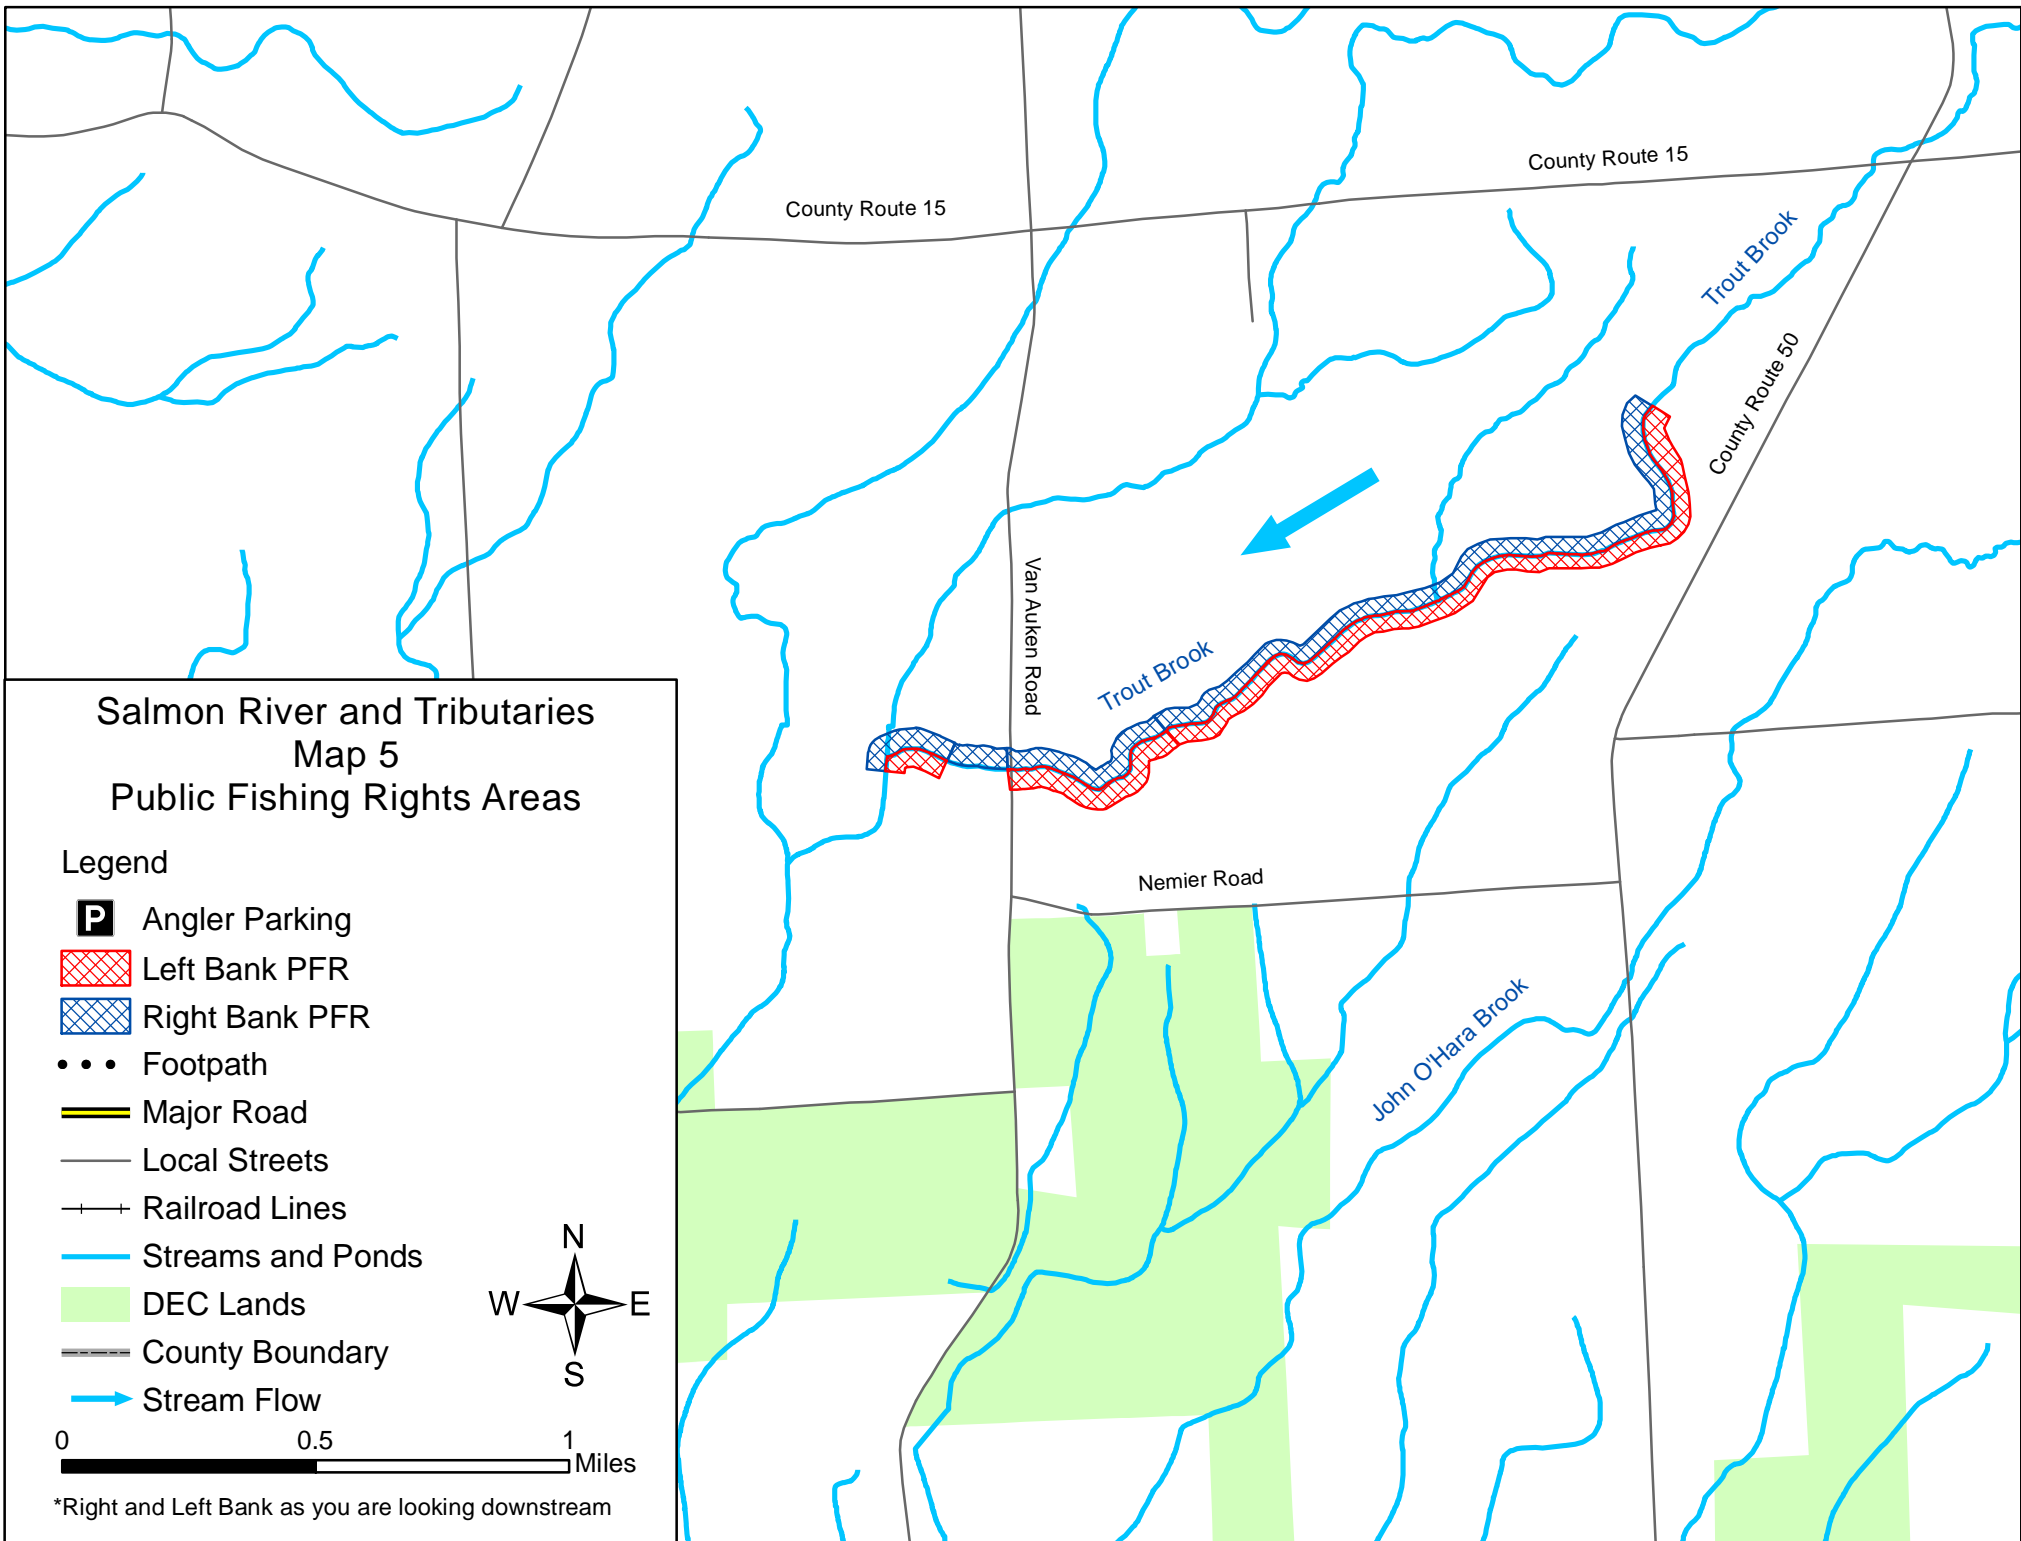 County Route 15
County Route 15
Trout Brook
County Route 50
Van Auken Road
Trout Brook
Nemier Road
John O'Hara Brook
Salmon River and Tributaries
Map 5
Public Fishing Rights Areas
Legend
P Angler Parking
Left Bank PFR
Right Bank PFR
Footpath
Major Road
Local Streets
Railroad Lines
Streams and Ponds
DEC Lands
County Boundary
Stream Flow
N
W E
S
0 0.5 1
Miles
*Right and Left Bank as you are looking downstream